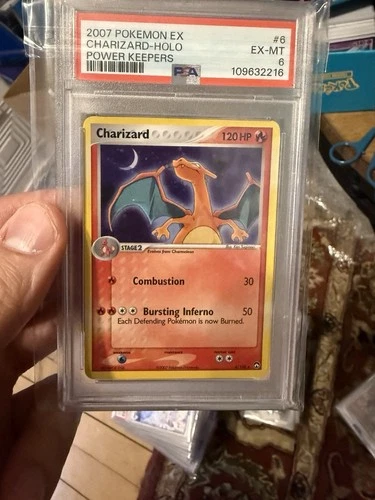 2007 POKEMON EX #6
CHARIZARD-HOLO EX-MT
POWER KEEPERS 6
PSA 109632216
Charizard 120 HP
STAGE 2
Evolves from Charmeleon
Combustion 30
Bursting Inferno 50
Each Defending Pokémon is now Burned.